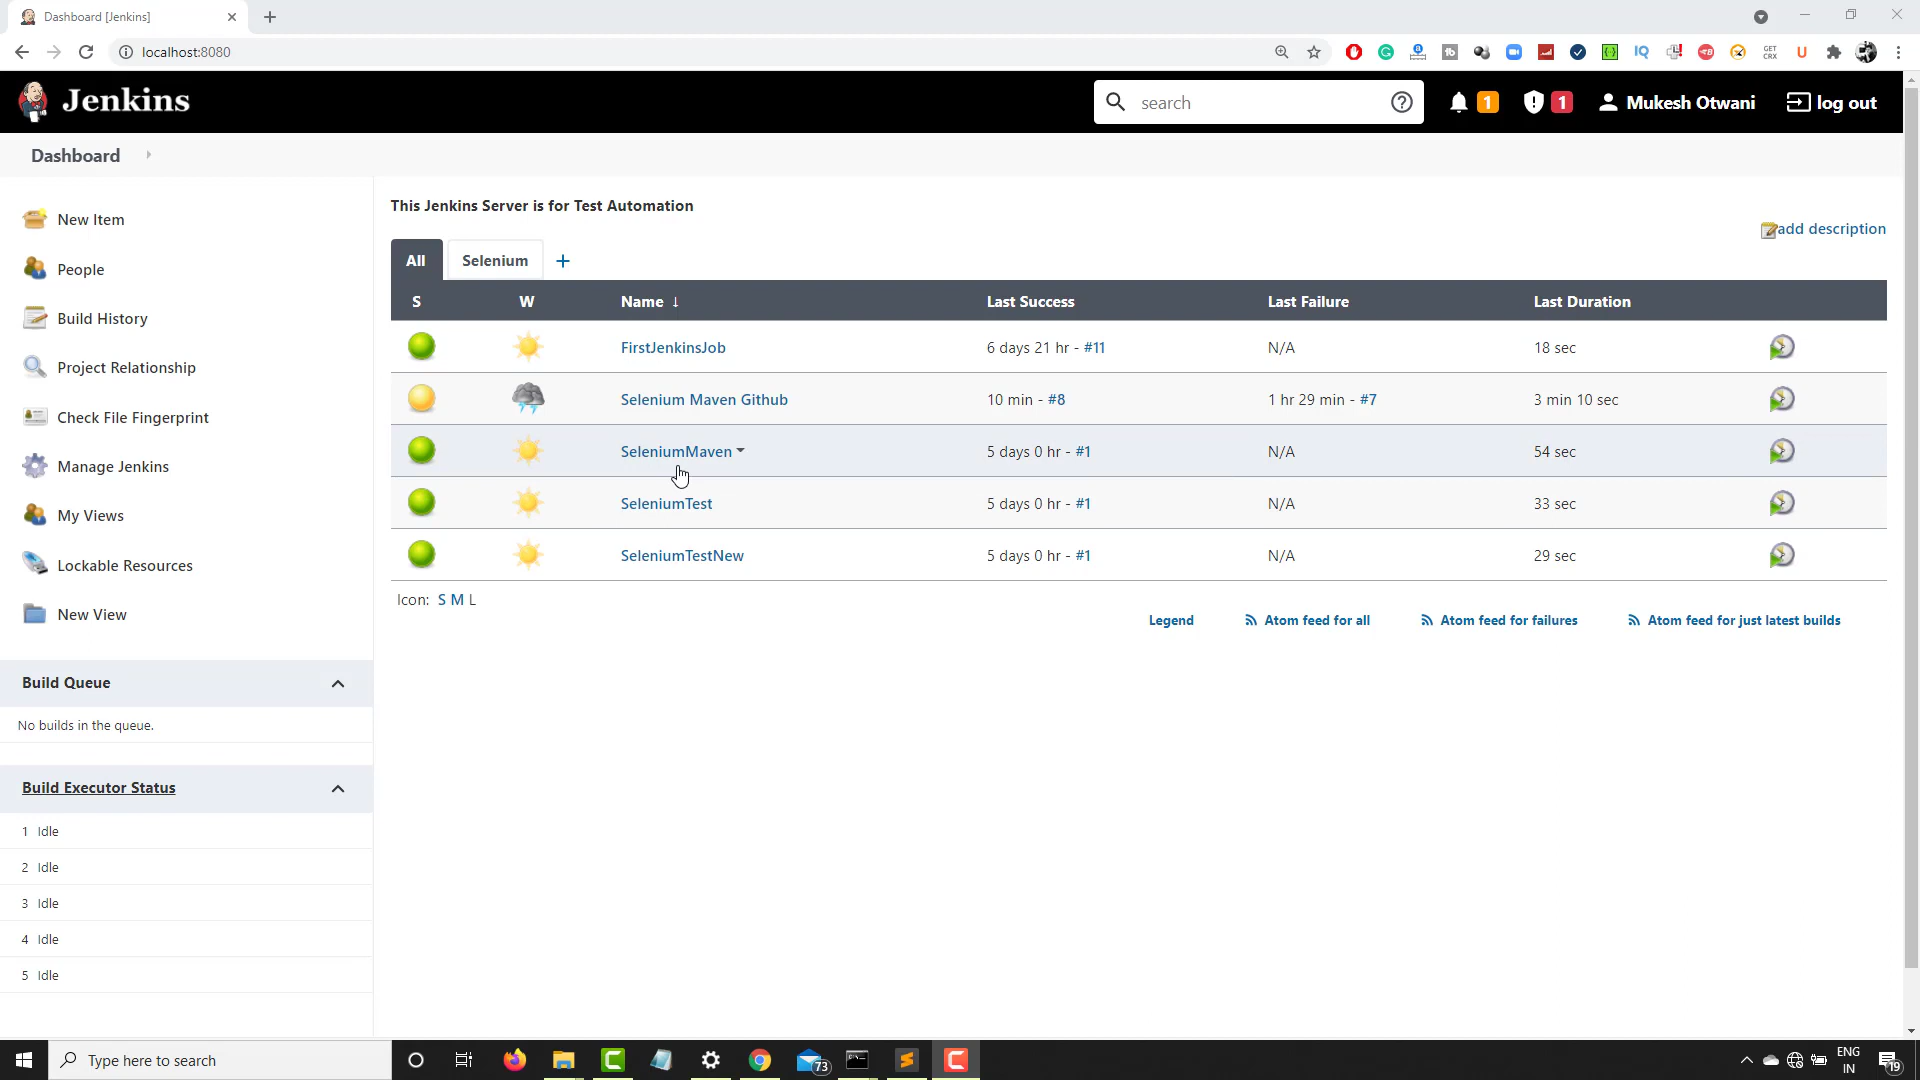 Dashboard [Jenkins]
localhost:8080
GET
CRX
Jenkins
search
1
1
Mukesh Otwani
log out
Dashboard
New Item
People
Build History
Project Relationship
Check File Fingerprint
Manage Jenkins
My Views
Lockable Resources
New View
Build Queue
No builds in the queue.
Build Executor Status
1 Idle
2 Idle
3 Idle
4 Idle
5 Idle
This Jenkins Server is for Test Automation
add description
All Selenium +
S W Name ↓ Last Success Last Failure Last Duration
FirstJenkinsJob 6 days 21 hr - #11 N/A 18 sec
Selenium Maven Github 10 min - #8 1 hr 29 min - #7 3 min 10 sec
SeleniumMaven 5 days 0 hr - #1 N/A 54 sec
SeleniumTest 5 days 0 hr - #1 N/A 33 sec
SeleniumTestNew 5 days 0 hr - #1 N/A 29 sec
Icon: S M L
Legend Atom feed for all Atom feed for failures Atom feed for just latest builds
Type here to search
73
ENG
IN
19